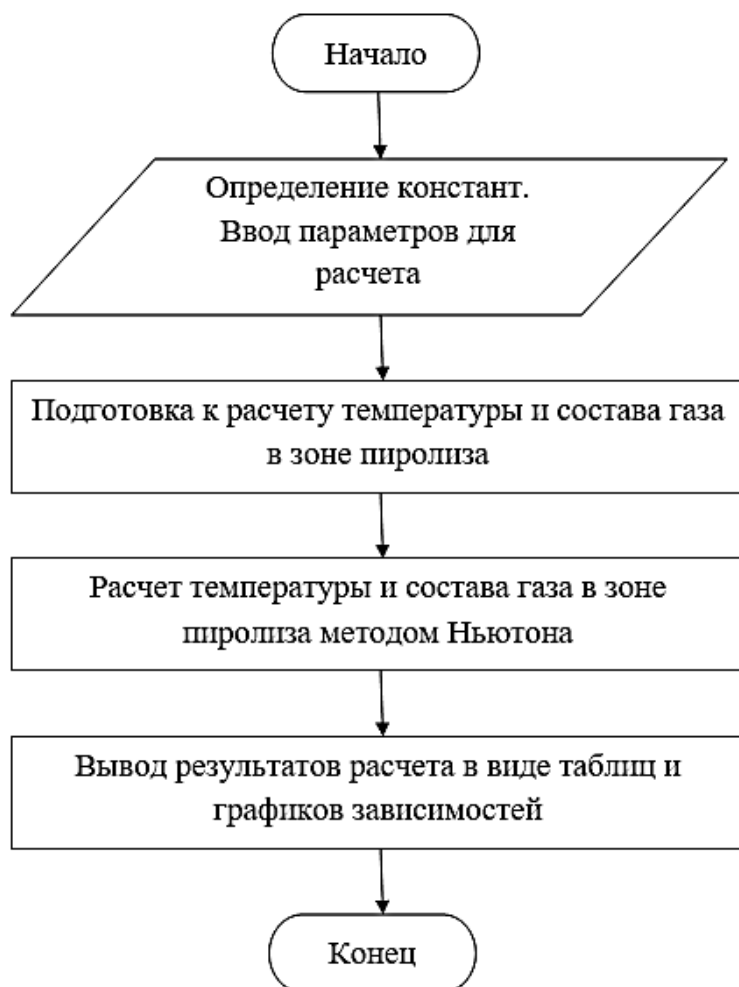 Начало
Определение констант.
Ввод параметров для
расчета
Подготовка к расчету температуры и состава газа
в зоне пиролиза
Расчет температуры и состава газа в зоне
пиролиза методом Ньютона
Вывод результатов расчета в виде таблиц и
графиков зависимостей
Конец